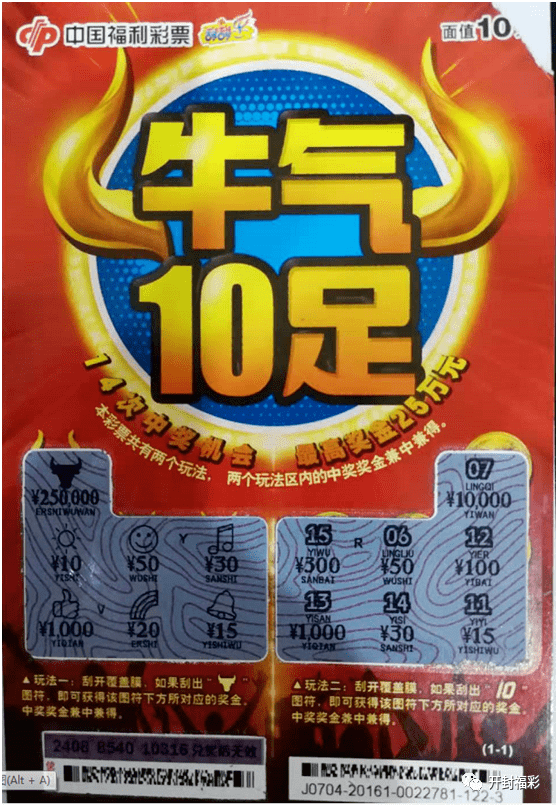 中国福利彩票 刮刮乐
面值10
牛气
10足
14次中奖机会 最高奖金25万元
本彩票共有两个玩法，两个玩法区内的中奖奖金兼中兼得。
¥250,000
ERSHIWUWAN
07
LINGQI
¥10,000
YIWAN
¥10 ¥50 Y ¥30
YISHI WUSHI SANSHI
15 R 06 12
YIWU LINGLIU YIER
¥300 ¥50 ¥100
SANBAI WUSHI YIBAI
V
¥1,000 ¥20 ¥15
YIQIAN ERSHI YISHIWU
13 14 11
YISAN YISI YIYI
¥1,000 ¥30 ¥15
YIQIAN SANSHI YISHIWU
▲玩法一：刮开覆盖膜，如果刮出“ ”
图符，即可获得该图符下方所对应的奖金，
中奖奖金兼中兼得。
▲玩法二：刮开覆盖膜，如果刮出“10”
图符，即可获得该图符下方所对应的奖金，
中奖奖金兼中兼得。
(1-1)
2408 8540 10316
(Alt + A)
J0704-20161-0022781-122-3
开封福彩